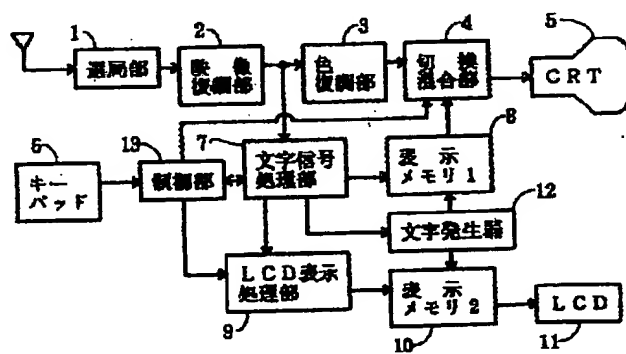 1
2
3
4
5
選局部
映像
復調部
色
復調部
切換
混合部
CRT
6
13
7
8
キー
パッド
制御部
文字信号
処理部
表示
メモリ1
12
文字発生器
LCD表示
処理部
表示
メモリ2
LCD
9
10
11